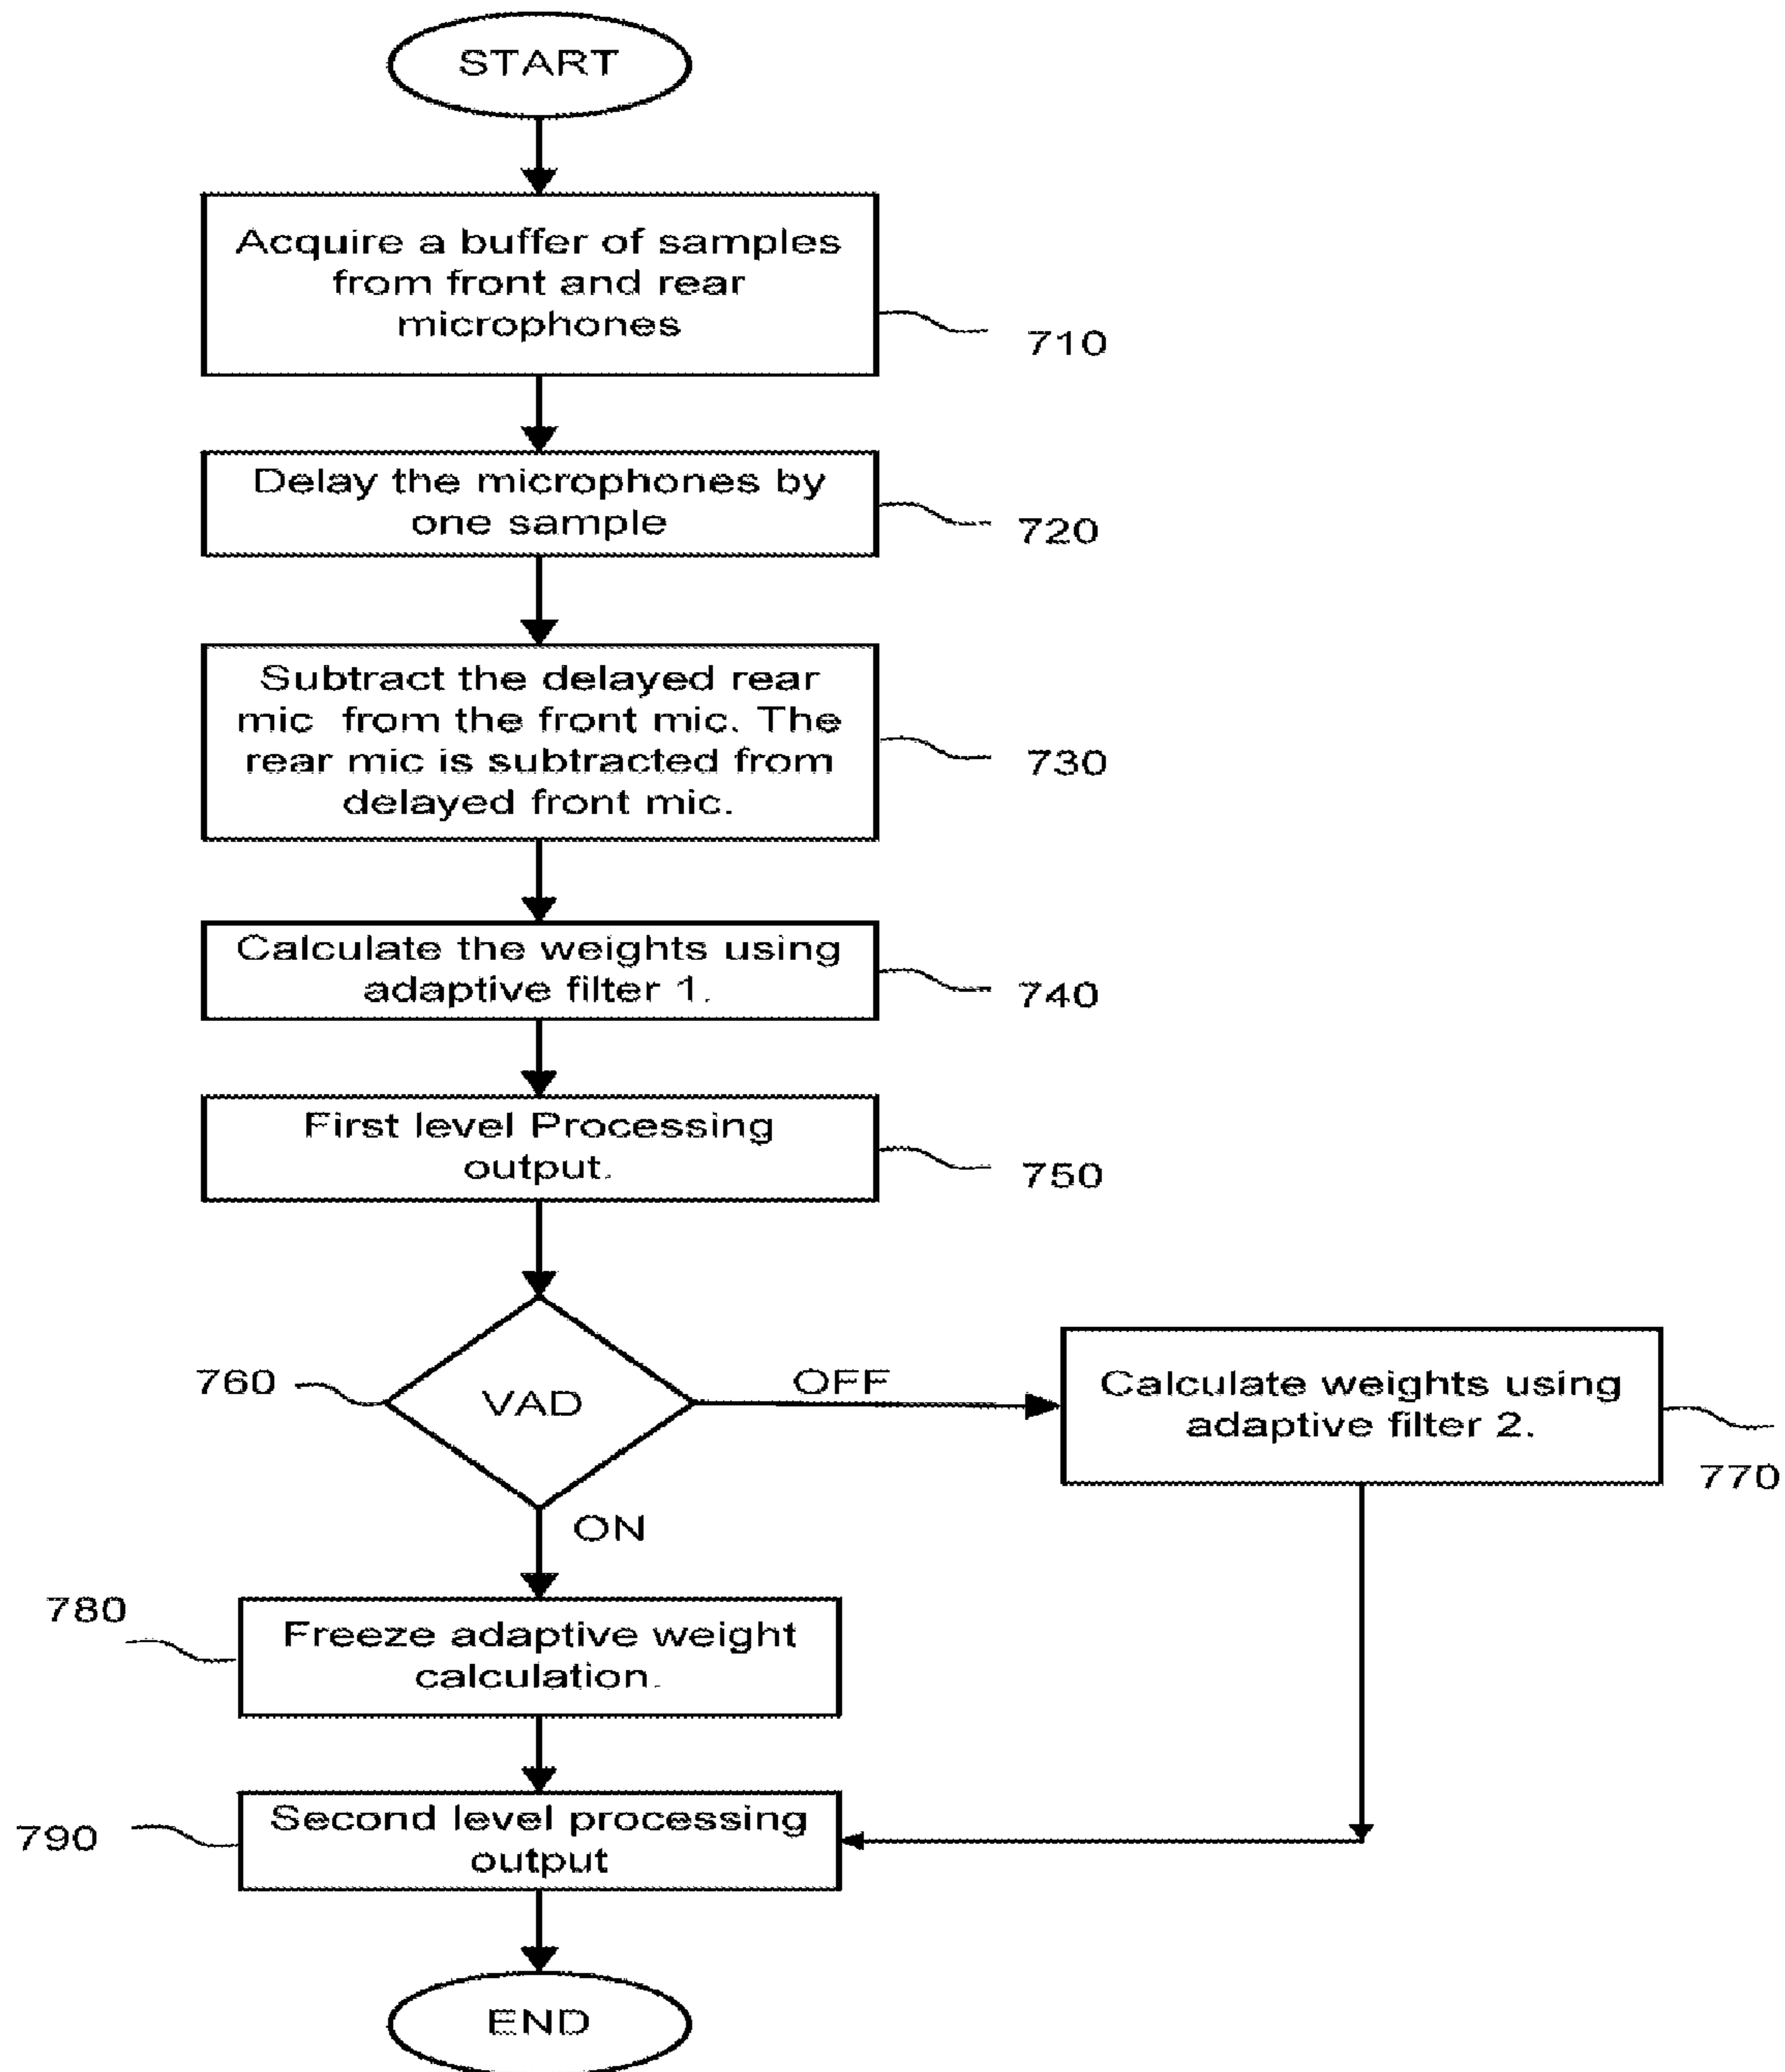 START
Acquire a buffer of samples
from front and rear
microphones
710
Delay the microphones by
one sample
720
Subtract the delayed rear
mic from the front mic. The
rear mic is subtracted from
delayed front mic.
730
Calculate the weights using
adaptive filter 1.
740
First level Processing
output.
750
760
VAD
OFF
Calculate weights using
adaptive filter 2.
770
ON
780
Freeze adaptive weight
calculation.
790
Second level processing
output
END